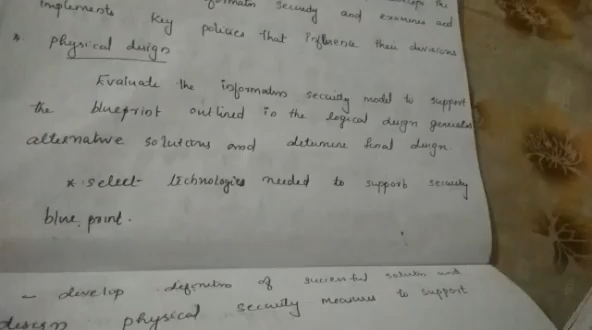 implements key policies that influence their decisions
physical design
Evaluate the information security model to support
the blueprint outlined in the logical design generates
alternative solutions and determine final design
* select technologies needed to support security
blue print.
- develop definition of successful solution and
design physical security measures to support